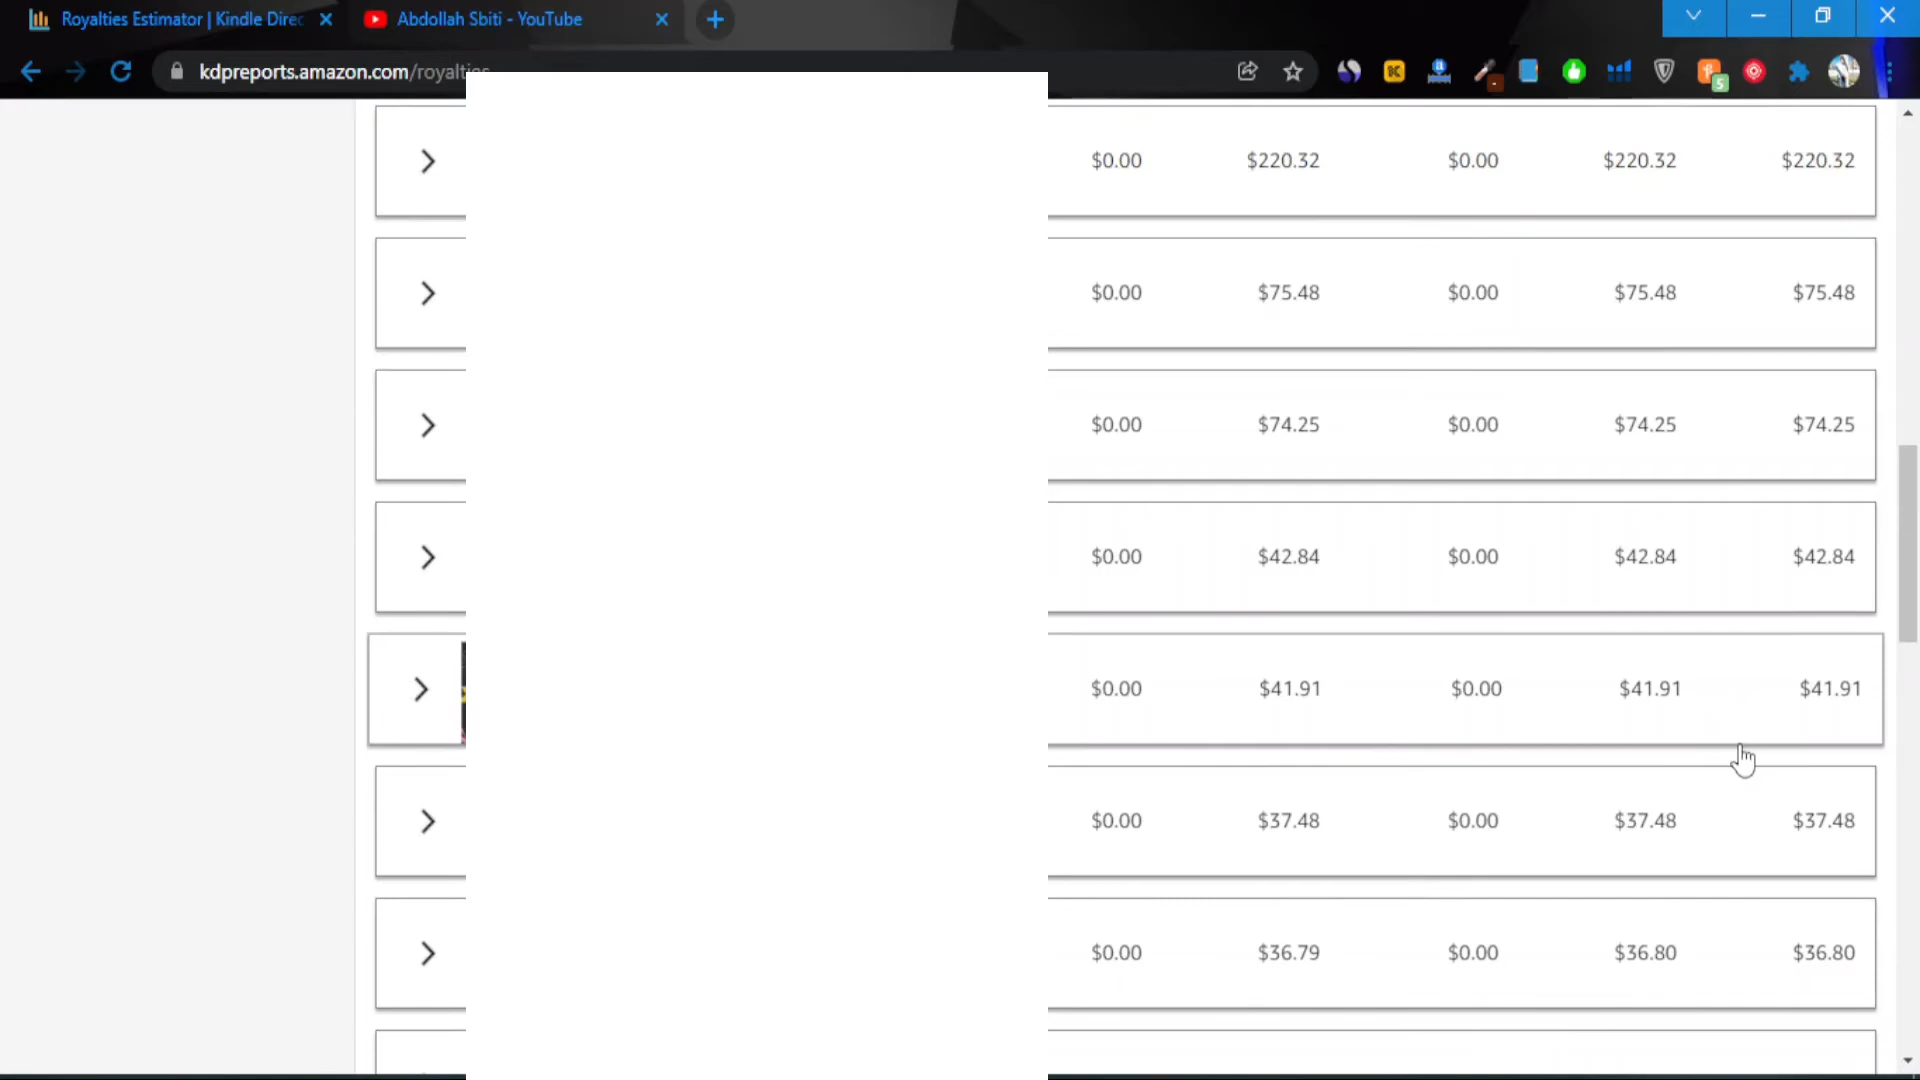 Royalties Estimator | Kindle Direc
Abdollah Sbiti - YouTube
kdpreports.amazon.com/royalties
5
$0.00 $220.32 $0.00 $220.32 $220.32
$0.00 $75.48 $0.00 $75.48 $75.48
$0.00 $74.25 $0.00 $74.25 $74.25
$0.00 $42.84 $0.00 $42.84 $42.84
$0.00 $41.91 $0.00 $41.91 $41.91
$0.00 $37.48 $0.00 $37.48 $37.48
$0.00 $36.79 $0.00 $36.80 $36.80